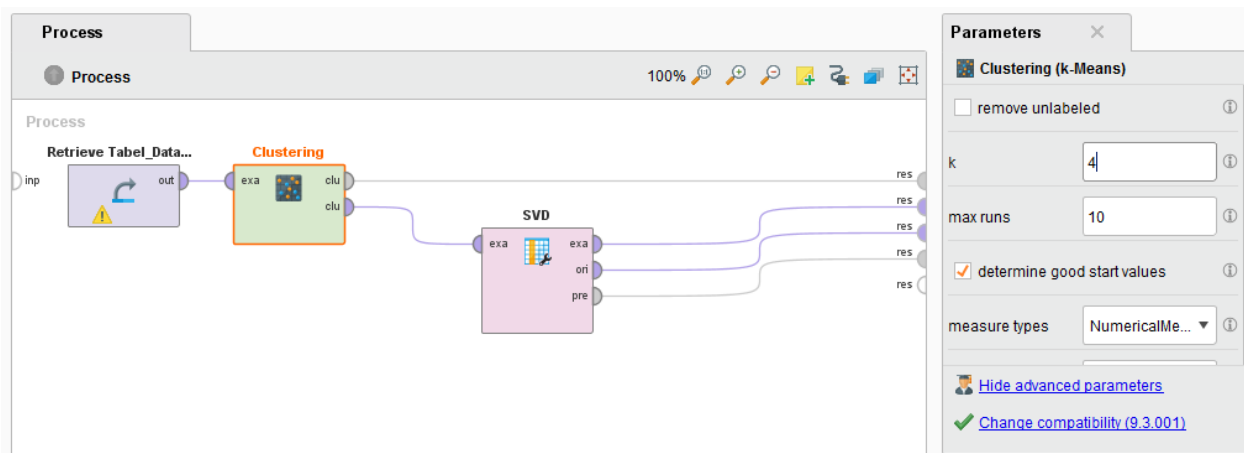 Process
Process
100%
Process
Retrieve Tabel_Data...
inp
out
Clustering
exa
clu
clu
SVD
exa
exa
ori
pre
res
res
res
res
res
Parameters
Clustering (k-Means)
remove unlabeled
k
4
max runs
10
determine good start values
measure types
NumericalMe...
Hide advanced parameters
Change compatibility (9.3.001)